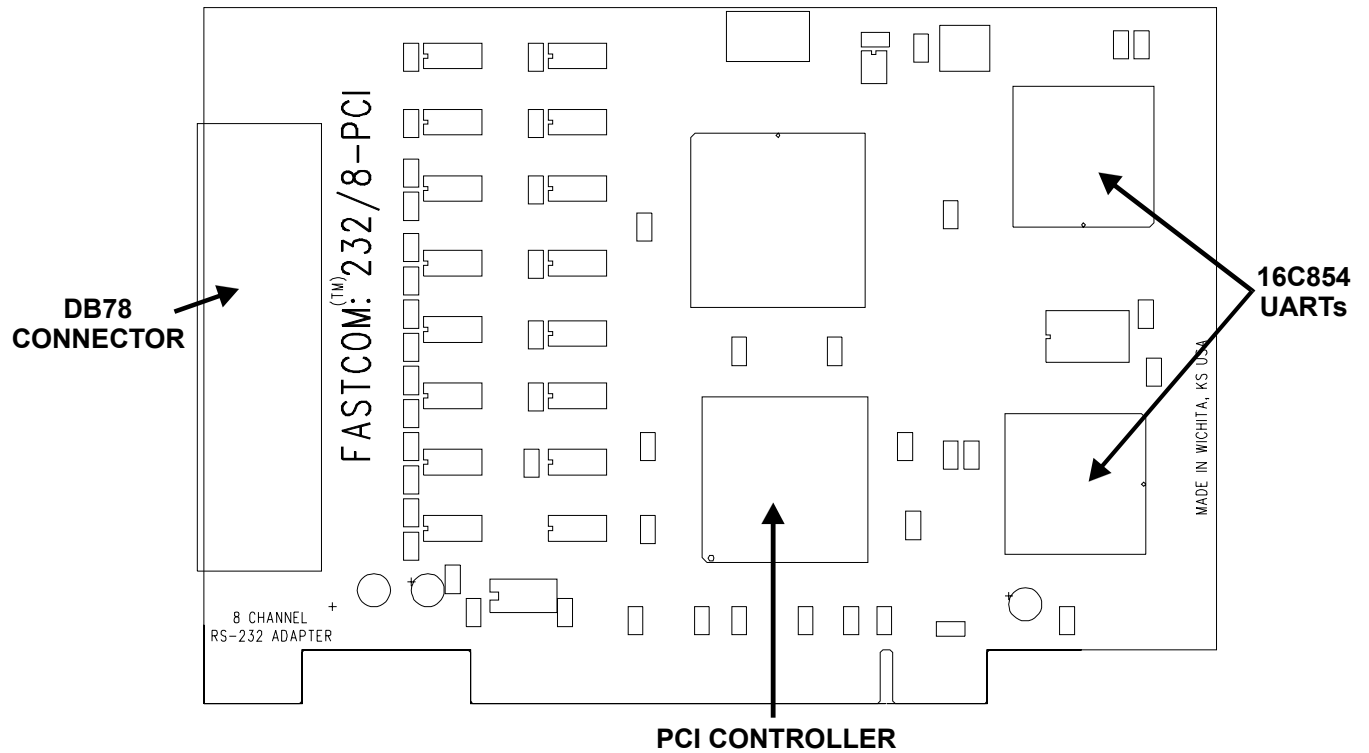 FASTCOM:(TM) 232/8-PCI
DB78
CONNECTOR
16C854
UARTs
MADE IN WICHITA, KS USA
8 CHANNEL
RS-232 ADAPTER
PCI CONTROLLER